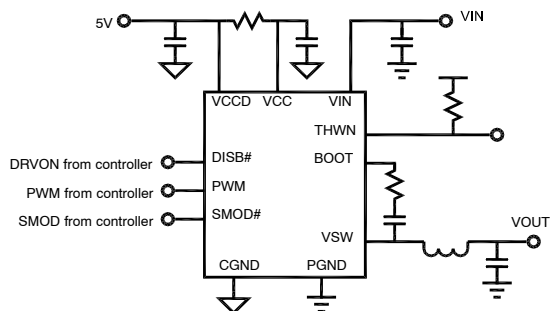 5V
VIN
VCCD VCC VIN
THWN
BOOT
DRVON from controller
DISB#
PWM from controller
PWM
SMOD from controller
SMOD#
VSW
VOUT
CGND PGND